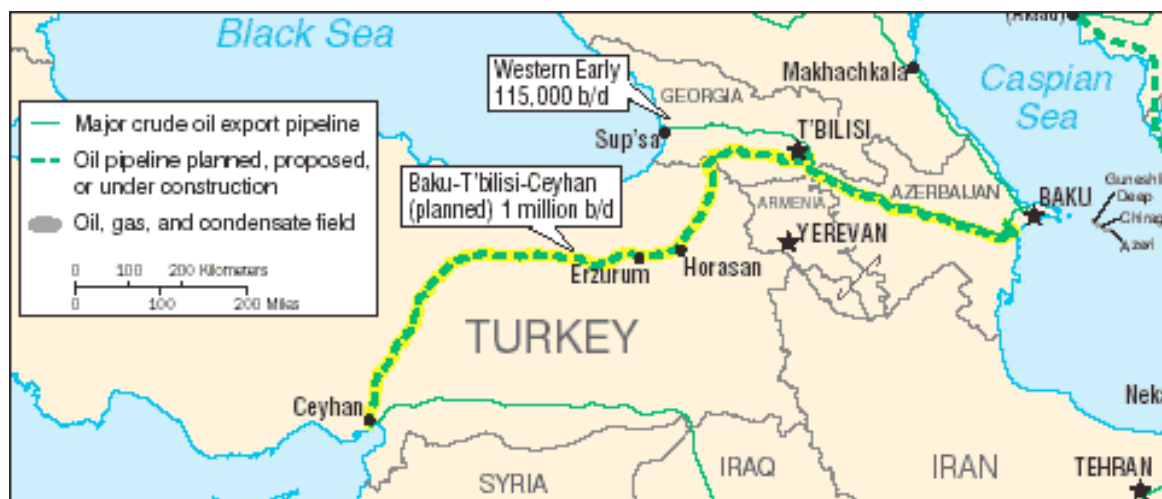 Black Sea
(Aktau)
Western Early
115,000 b/d
Makhachkala
Caspian
Sea
GEORGIA
Major crude oil export pipeline
Sup'sa
T'BILISI
Oil pipeline planned, proposed,
or under construction
Baku-T'bilisi-Ceyhan
(planned) 1 million b/d
AZERBAIJAN
Guneshli
Deep
BAKU
Chirag
ARMENIA
Oil, gas, and condensate field
YEREVAN
Azeri
0 100 200 Kilometers
0 100 200 Miles
Erzurum
Horasan
TURKEY
Ceyhan
Neka
SYRIA
IRAQ
IRAN
TEHRAN